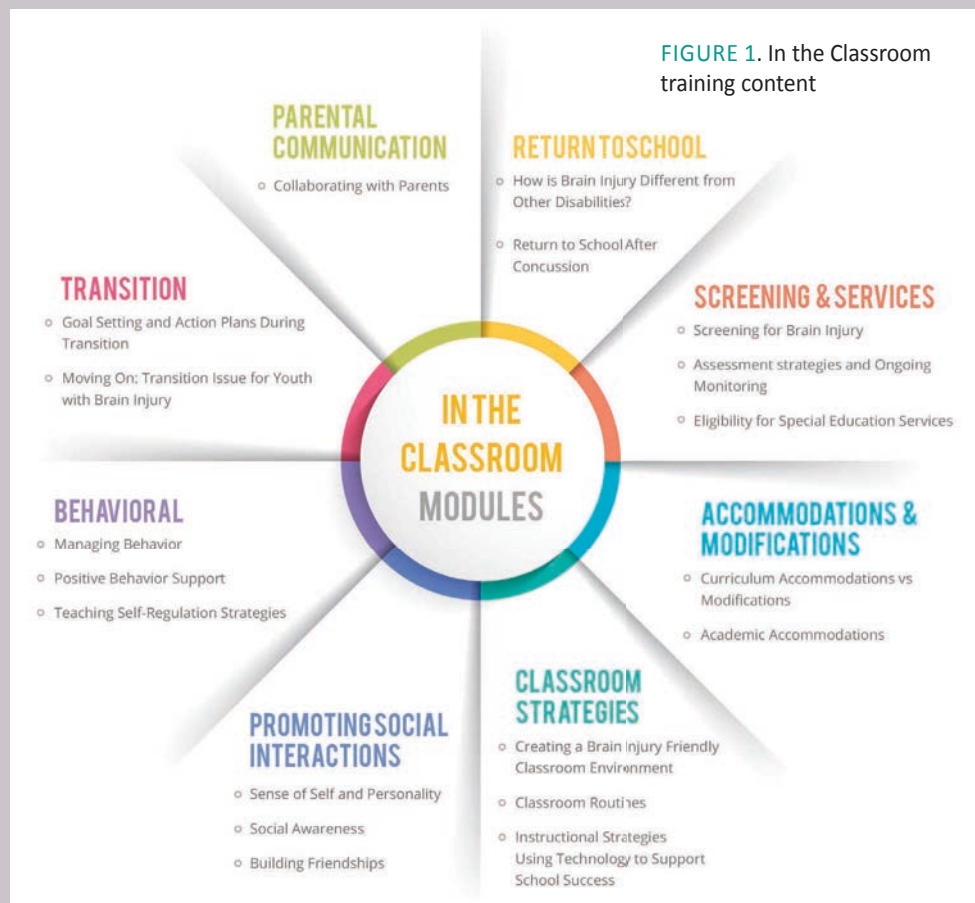 FIGURE 1. In the Classroom
training content
PARENTAL
COMMUNICATION
Collaborating with Parents
RETURN TO SCHOOL
How is Brain Injury Different from
Other Disabilities?
Return to School After
Concussion
SCREENING & SERVICES
Screening for Brain Injury
Assessment strategies and Ongoing
Monitoring
Eligibility for Special Education Services
ACCOMMODATIONS &
MODIFICATIONS
Curriculum Accommodations vs
Modifications
Academic Accommodations
CLASSROOM
STRATEGIES
Creating a Brain Injury Friendly
Classroom Environment
Classroom Routines
Instructional Strategies
Using Technology to Support
School Success
PROMOTING SOCIAL
INTERACTIONS
Sense of Self and Personality
Social Awareness
Building Friendships
BEHAVIORAL
Managing Behavior
Positive Behavior Support
Teaching Self-Regulation Strategies
TRANSITION
Goal Setting and Action Plans During
Transition
Moving On: Transition Issue for Youth
with Brain Injury
IN THE
CLASSROOM
MODULES